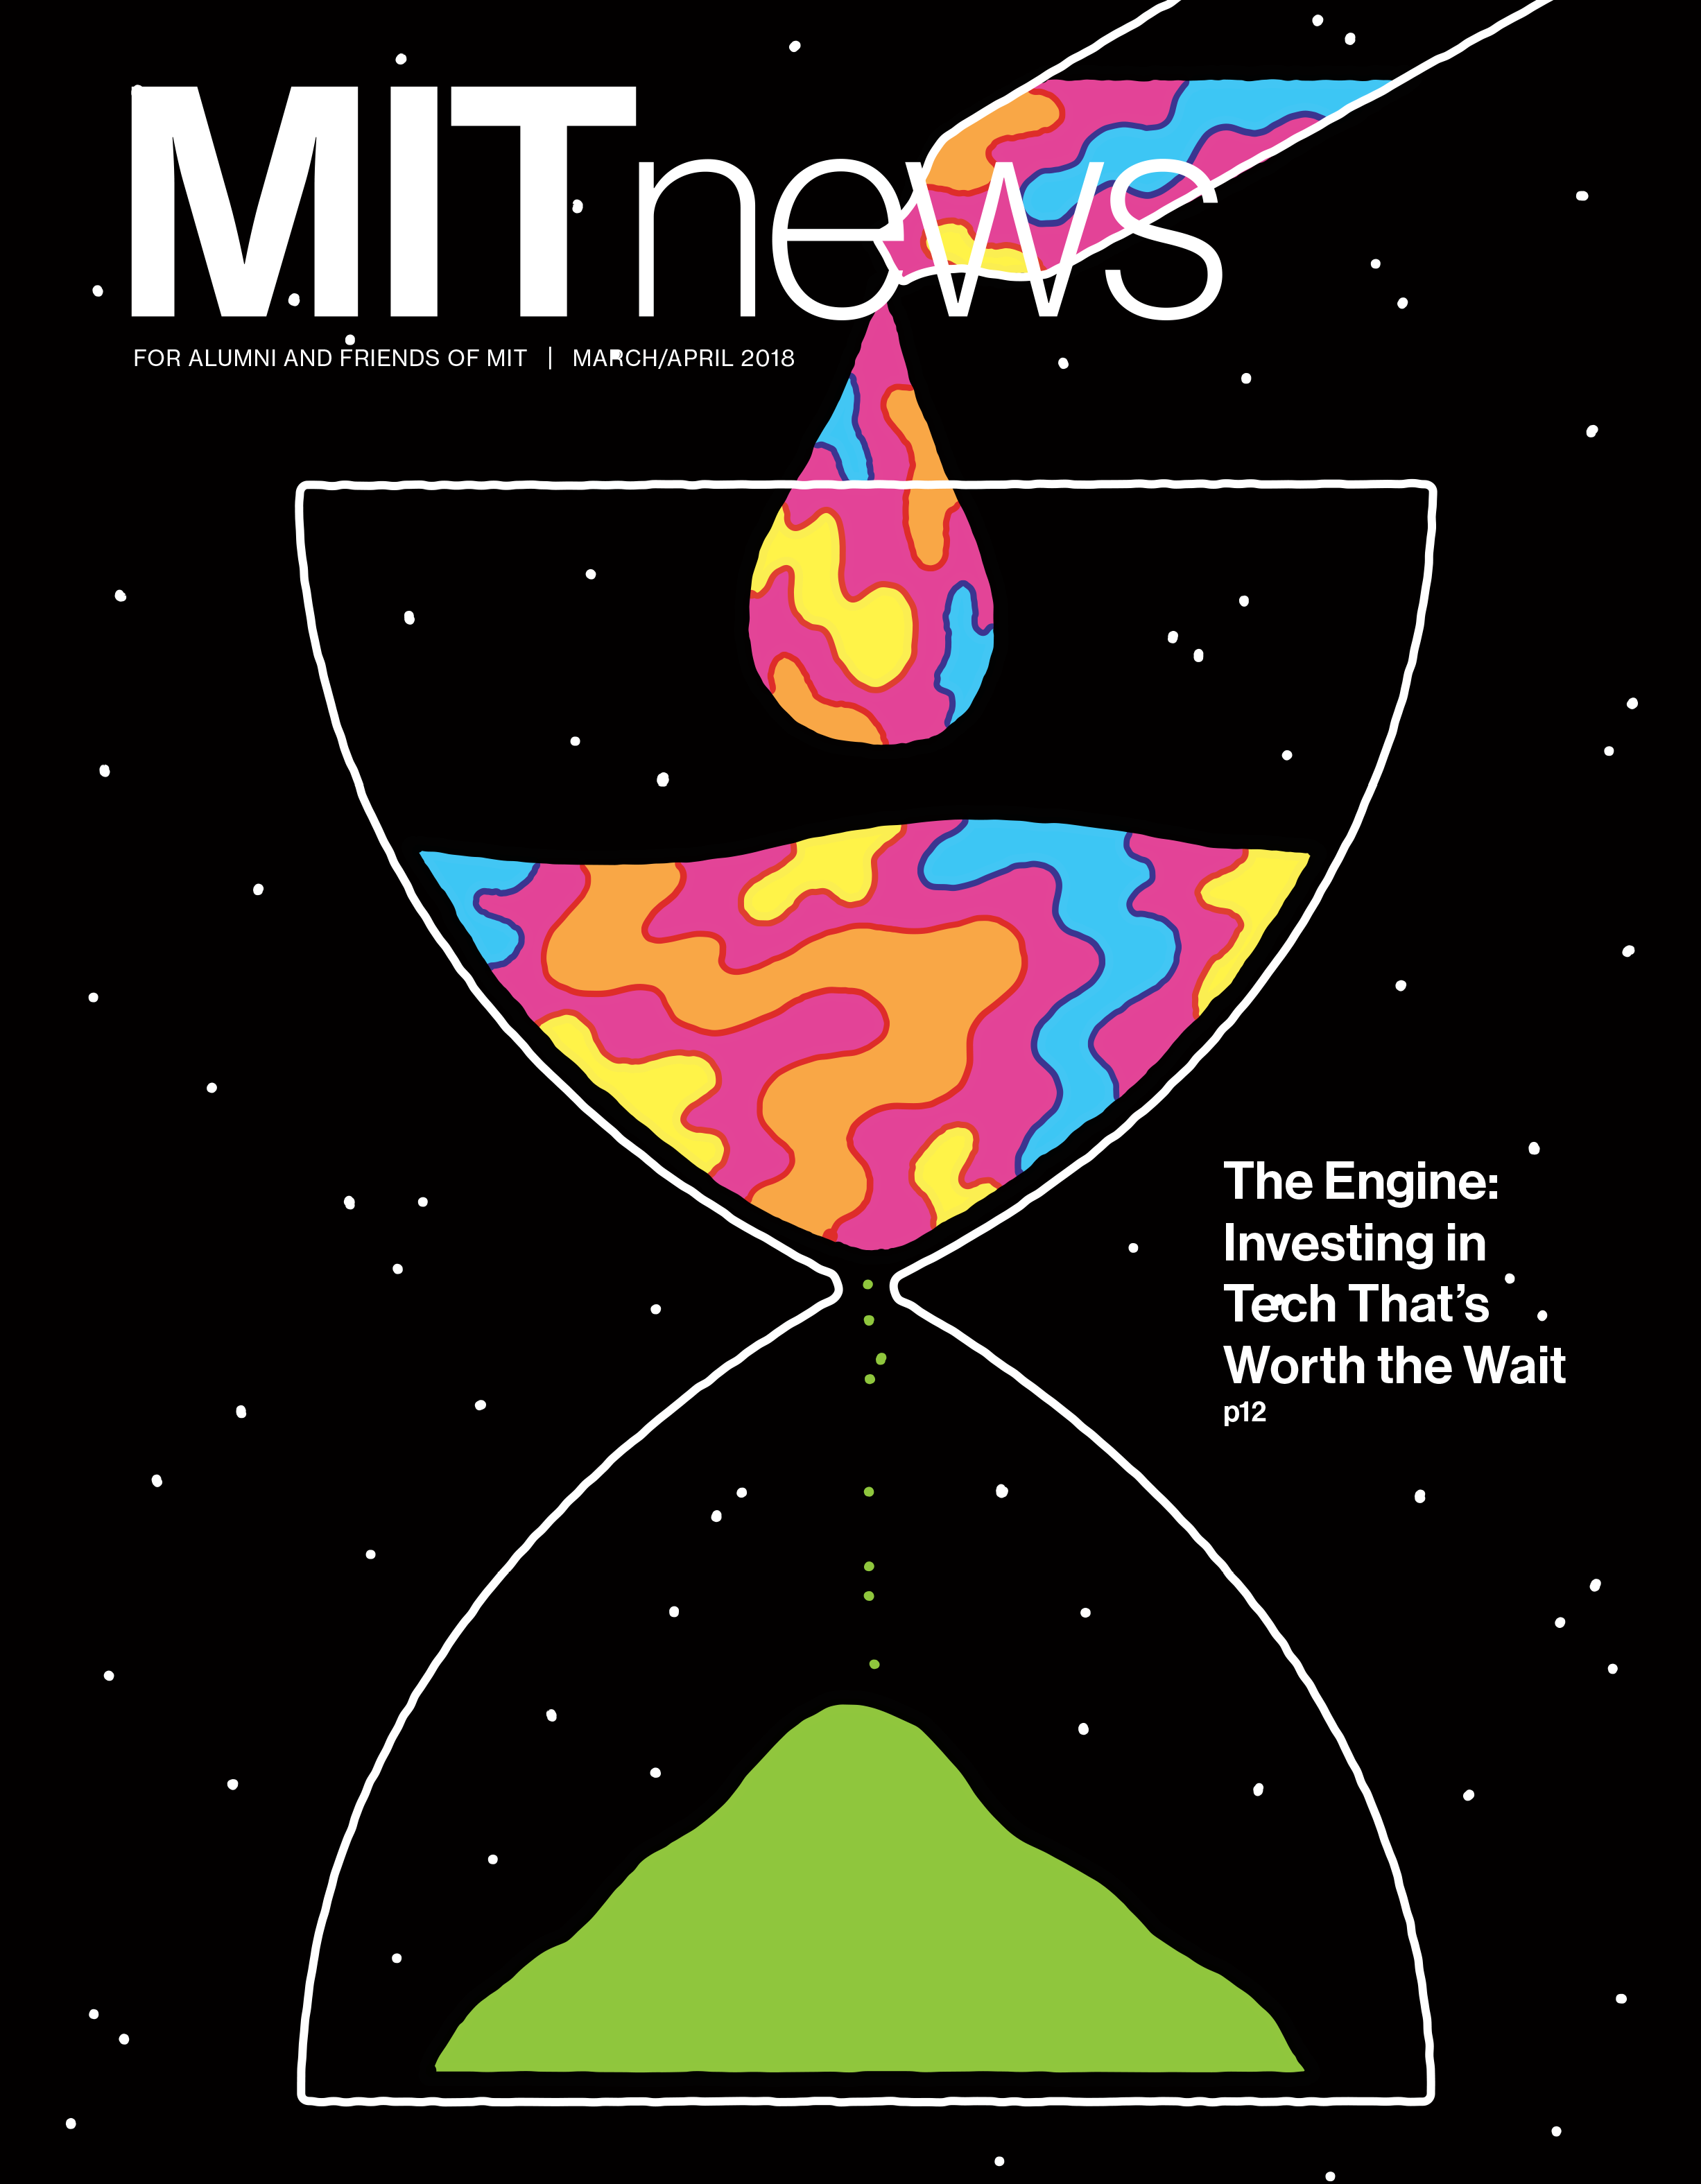 MITnews
FOR ALUMNI AND FRIENDS OF MIT | MARCH/APRIL 2018
The Engine:
Investing in
Tech That’s
Worth the Wait
p12